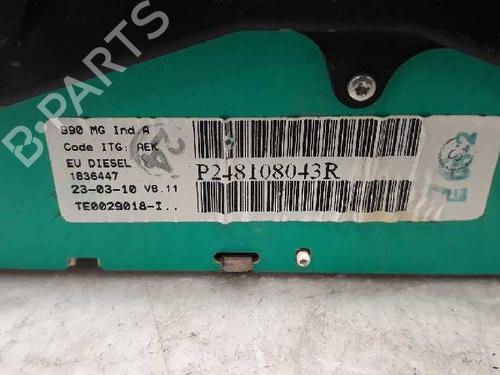 B-PARTS
B90 MG Ind.A
Code ITG: AEK
EU DIESEL
1836447
23-03-10 V8.11
TE0029018-I..
P248108043R